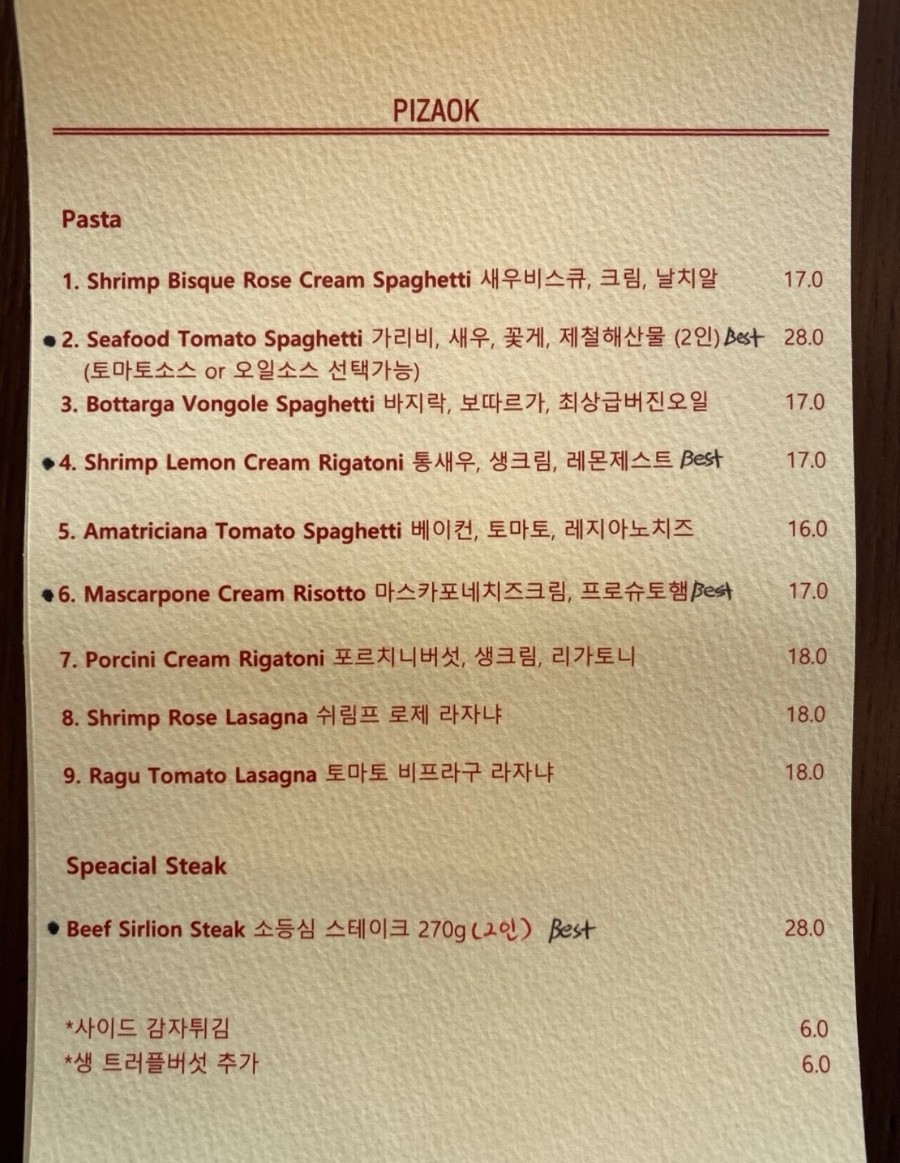 PIZAOK
Pasta
1. Shrimp Bisque Rose Cream Spaghetti 새우비스큐, 크림, 날치알 17.0
2. Seafood Tomato Spaghetti 가리비, 새우, 꽃게, 제철해산물 (2인) Best 28.0
(토마토소스 or 오일소스 선택가능)
3. Bottarga Vongole Spaghetti 바지락, 보따르가, 최상급버진오일 17.0
4. Shrimp Lemon Cream Rigatoni 통새우, 생크림, 레몬제스트 Best 17.0
5. Amatriciana Tomato Spaghetti 베이컨, 토마토, 레지아노치즈 16.0
6. Mascarpone Cream Risotto 마스카포네치즈크림, 프로슈토햄 Best 17.0
7. Porcini Cream Rigatoni 포르치니버섯, 생크림, 리가토니 18.0
8. Shrimp Rose Lasagna 쉬림프 로제 라자냐 18.0
9. Ragu Tomato Lasagna 토마토 비프라구 라자냐 18.0
Speacial Steak
Beef Sirlion Steak 소등심 스테이크 270g (2인) Best 28.0
*사이드 감자튀김 6.0
*생 트러플버섯 추가 6.0